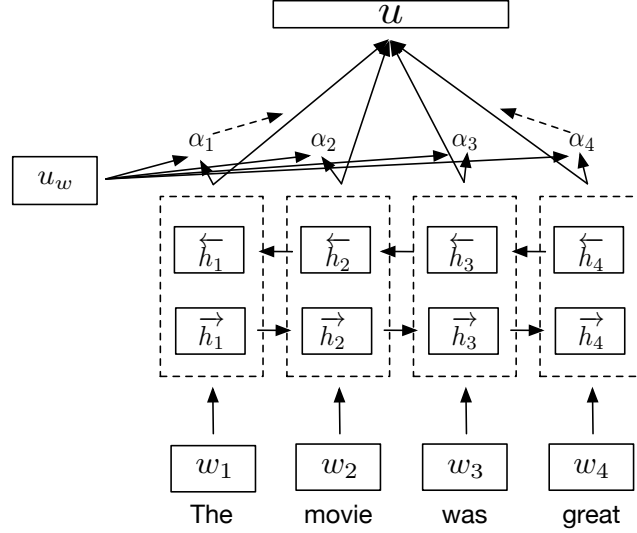 u
α₁ α₂ α₃ α₄
u_w
←h₁ ←h₂ ←h₃ ←h₄
→h₁ →h₂ →h₃ →h₄
w₁ w₂ w₃ w₄
The movie was great